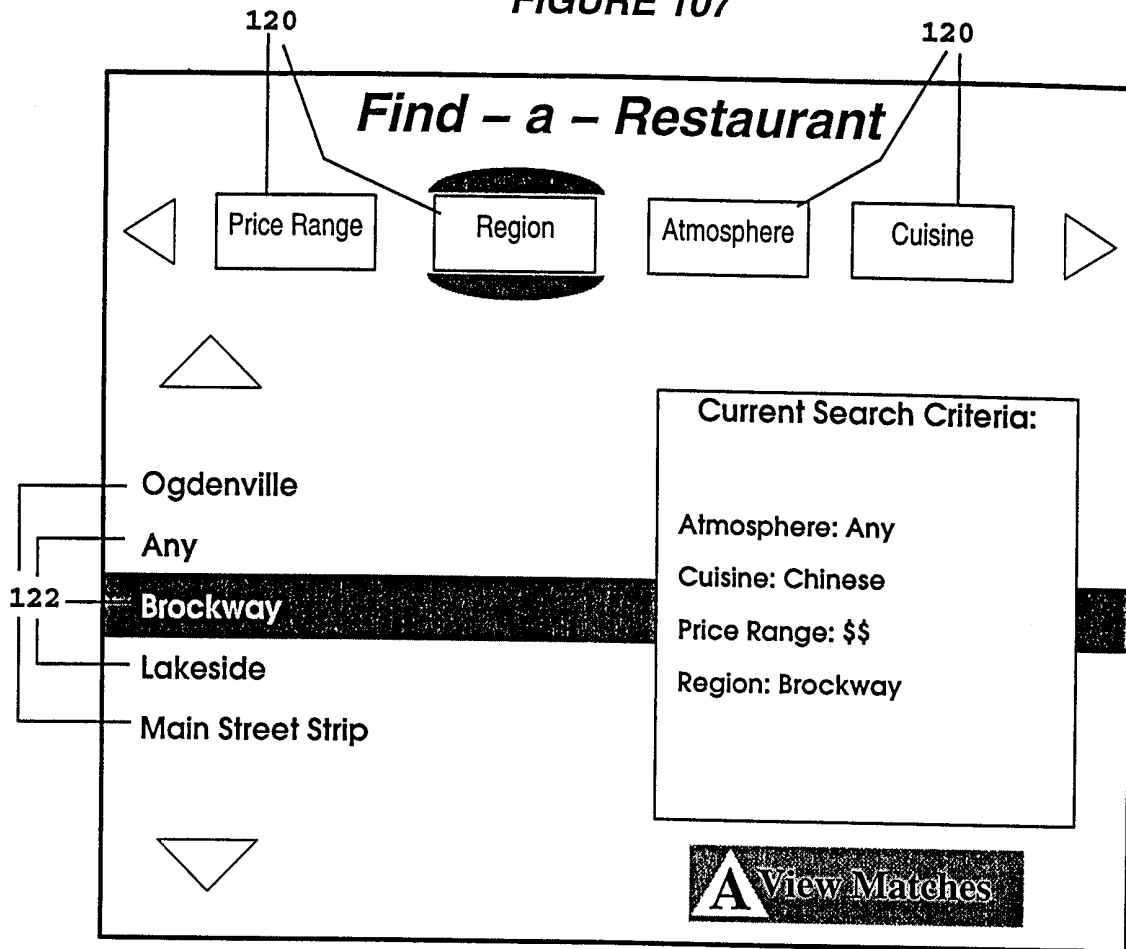 FIGURE 107
120
120
Find – a – Restaurant
Price Range
Region
Atmosphere
Cuisine
Current Search Criteria:
Ogdenville
Any
122
Brockway
Lakeside
Main Street Strip
Atmosphere: Any
Cuisine: Chinese
Price Range: $$
Region: Brockway
A View Matches